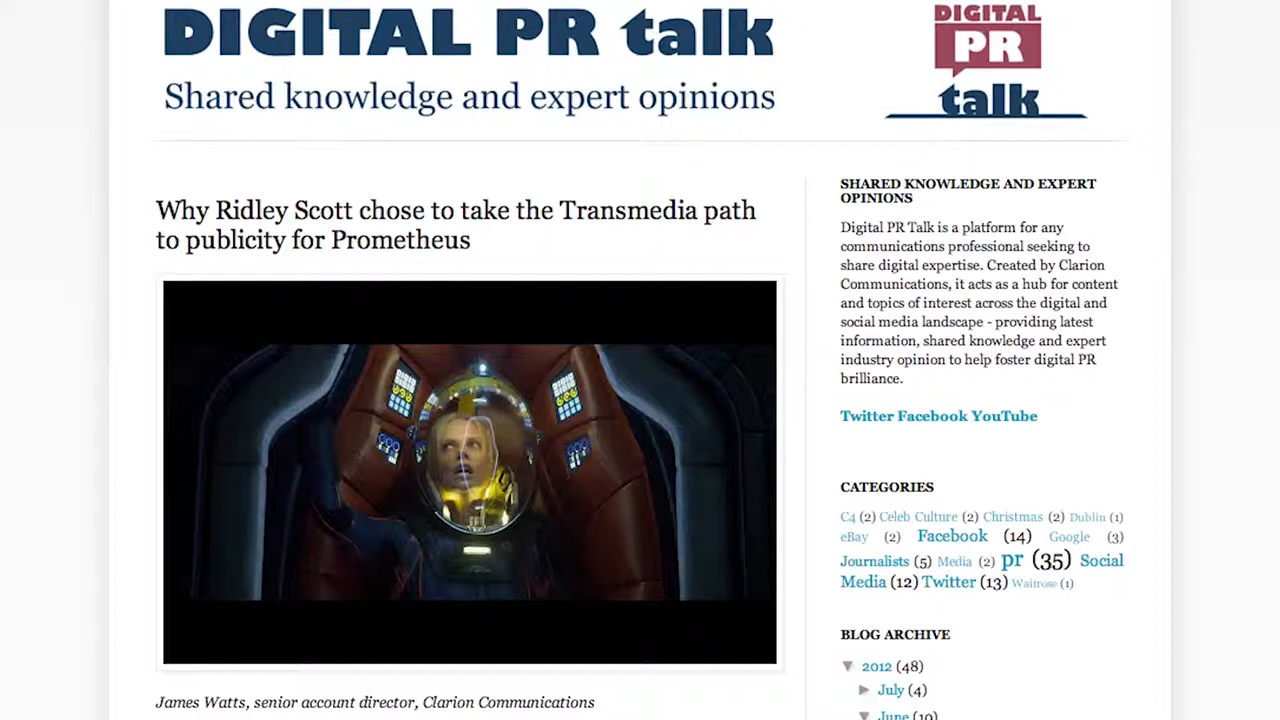 DIGITAL PR talk
Shared knowledge and expert opinions
DIGITAL
PR
talk
Why Ridley Scott chose to take the Transmedia path
to publicity for Prometheus
James Watts, senior account director, Clarion Communications
SHARED KNOWLEDGE AND EXPERT
OPINIONS
Digital PR Talk is a platform for any
communications professional seeking to
share digital expertise. Created by Clarion
Communications, it acts as a hub for content
and topics of interest across the digital and
social media landscape - providing latest
information, shared knowledge and expert
industry opinion to help foster digital PR
brilliance.
Twitter Facebook YouTube
CATEGORIES
C4 (2) Celeb Culture (2) Christmas (2) Dublin (1)
eBay (2) Facebook (14) Google (3)
Journalists (5) Media (2) pr (35) Social
Media (12) Twitter (13) Waitrose (1)
BLOG ARCHIVE
▼ 2012 (48)
► July (4)
▼ June (10)